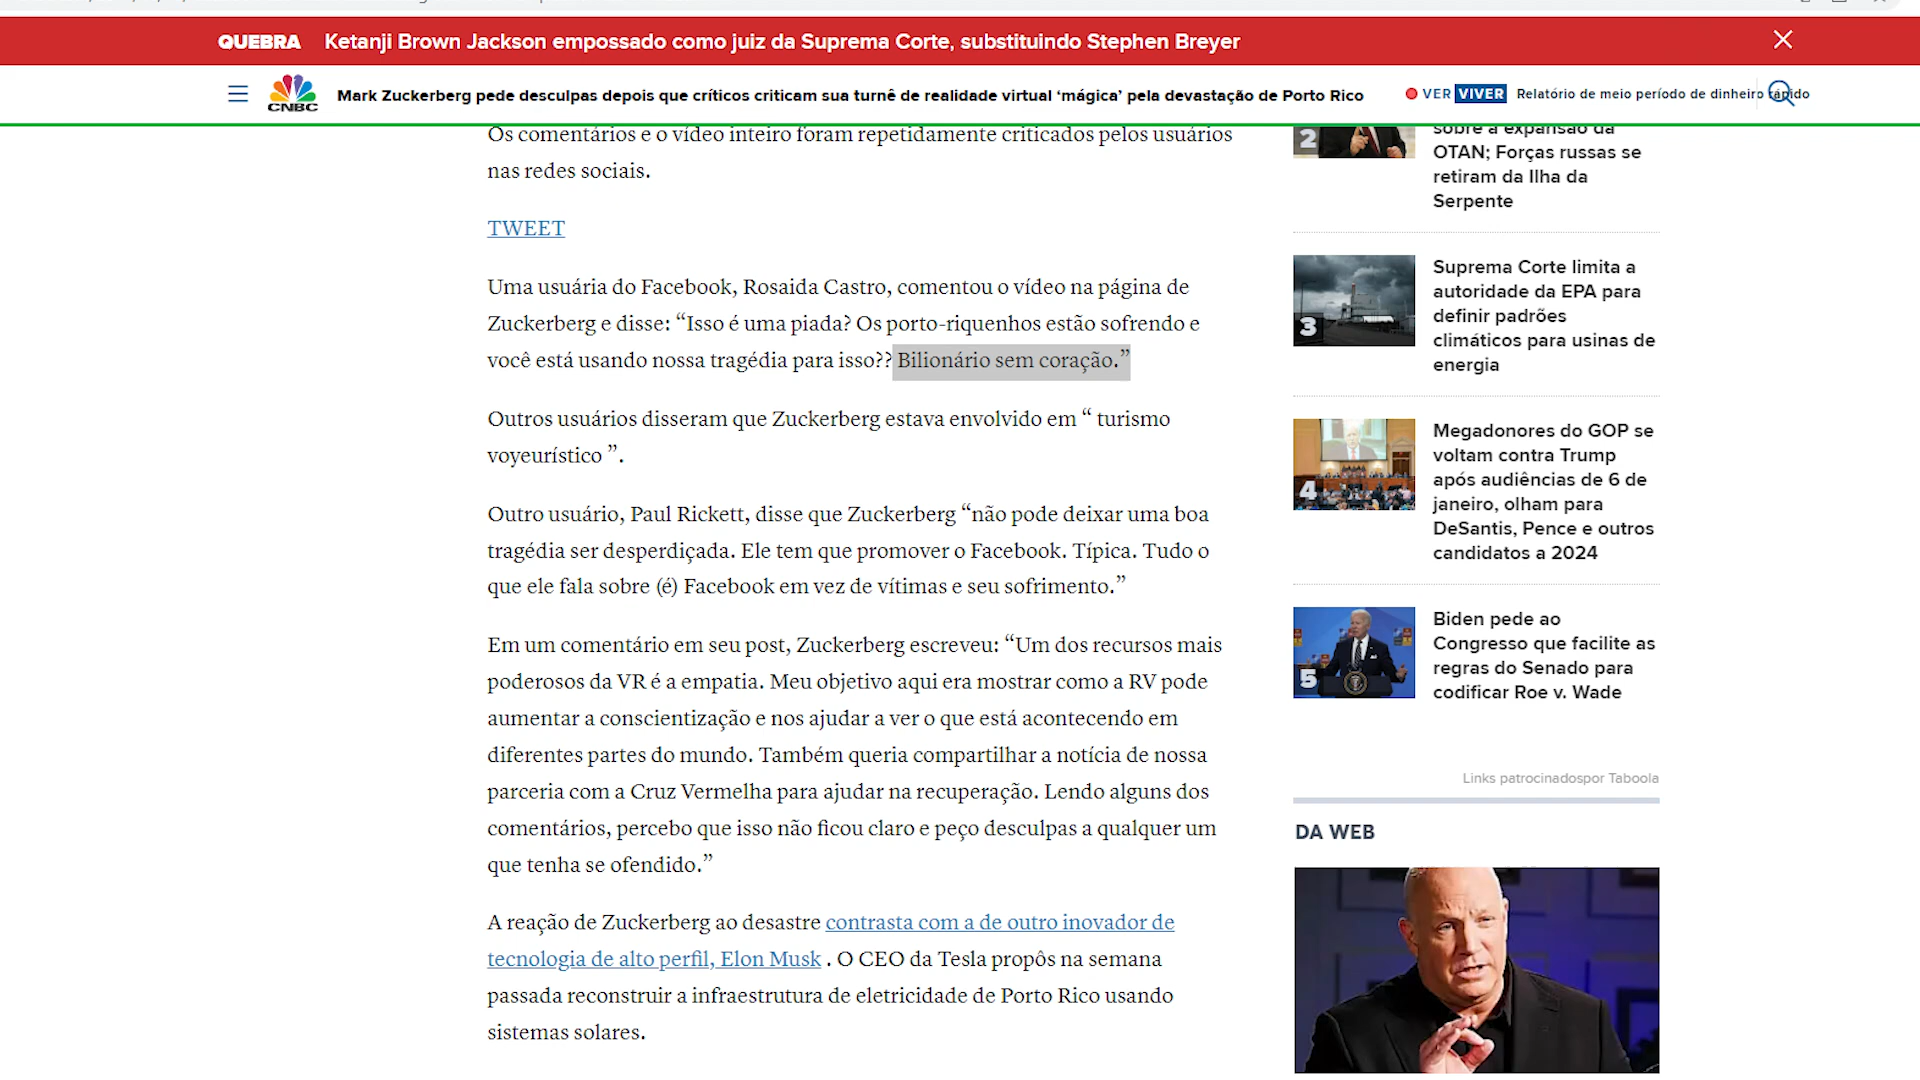 QUEBRA Ketanji Brown Jackson empossado como juiz da Suprema Corte, substituindo Stephen Breyer
CNBC
Mark Zuckerberg pede desculpas depois que críticos criticam sua turnê de realidade virtual ‘mágica’ pela devastação de Porto Rico
VER VIVER Relatório de meio período de dinheiro rápido
Os comentários e o vídeo inteiro foram repetidamente criticados pelos usuários
nas redes sociais.
TWEET
Uma usuária do Facebook, Rosaida Castro, comentou o vídeo na página de
Zuckerberg e disse: “Isso é uma piada? Os porto-riquenhos estão sofrendo e
você está usando nossa tragédia para isso?? Bilionário sem coração.”
Outros usuários disseram que Zuckerberg estava envolvido em “ turismo
voyeurístico ”.
Outro usuário, Paul Rickett, disse que Zuckerberg “não pode deixar uma boa
tragédia ser desperdiçada. Ele tem que promover o Facebook. Típica. Tudo o
que ele fala sobre (é) Facebook em vez de vítimas e seu sofrimento.”
Em um comentário em seu post, Zuckerberg escreveu: “Um dos recursos mais
poderosos da VR é a empatia. Meu objetivo aqui era mostrar como a RV pode
aumentar a conscientização e nos ajudar a ver o que está acontecendo em
diferentes partes do mundo. Também queria compartilhar a notícia de nossa
parceria com a Cruz Vermelha para ajudar na recuperação. Lendo alguns dos
comentários, percebo que isso não ficou claro e peço desculpas a qualquer um
que tenha se ofendido.”
A reação de Zuckerberg ao desastre contrasta com a de outro inovador de
tecnologia de alto perfil, Elon Musk . O CEO da Tesla propôs na semana
passada reconstruir a infraestrutura de eletricidade de Porto Rico usando
sistemas solares.
2
sobre a expansão da
OTAN; Forças russas se
retiram da Ilha da
Serpente
3
Suprema Corte limita a
autoridade da EPA para
definir padrões
climáticos para usinas de
energia
4
Megadonores do GOP se
voltam contra Trump
após audiências de 6 de
janeiro, olham para
DeSantis, Pence e outros
candidatos a 2024
5
Biden pede ao
Congresso que facilite as
regras do Senado para
codificar Roe v. Wade
Links patrocinadospor Taboola
DA WEB